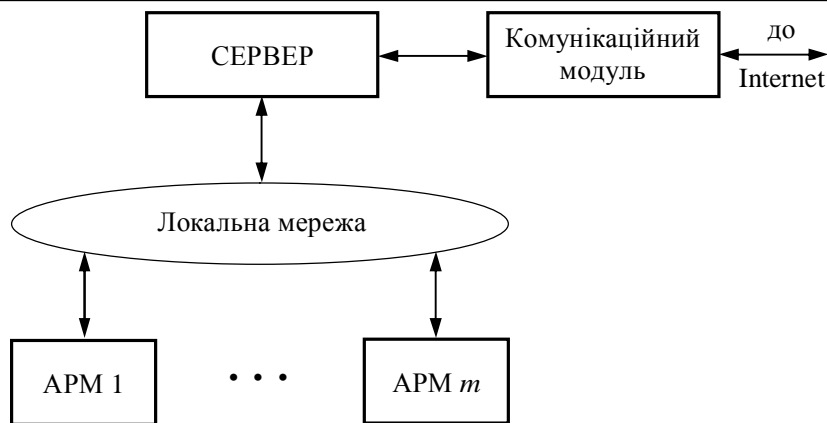 СЕРВЕР
Комунікаційний
модуль
до
Internet
Локальна мережа
АРМ 1
• • •
АРМ m